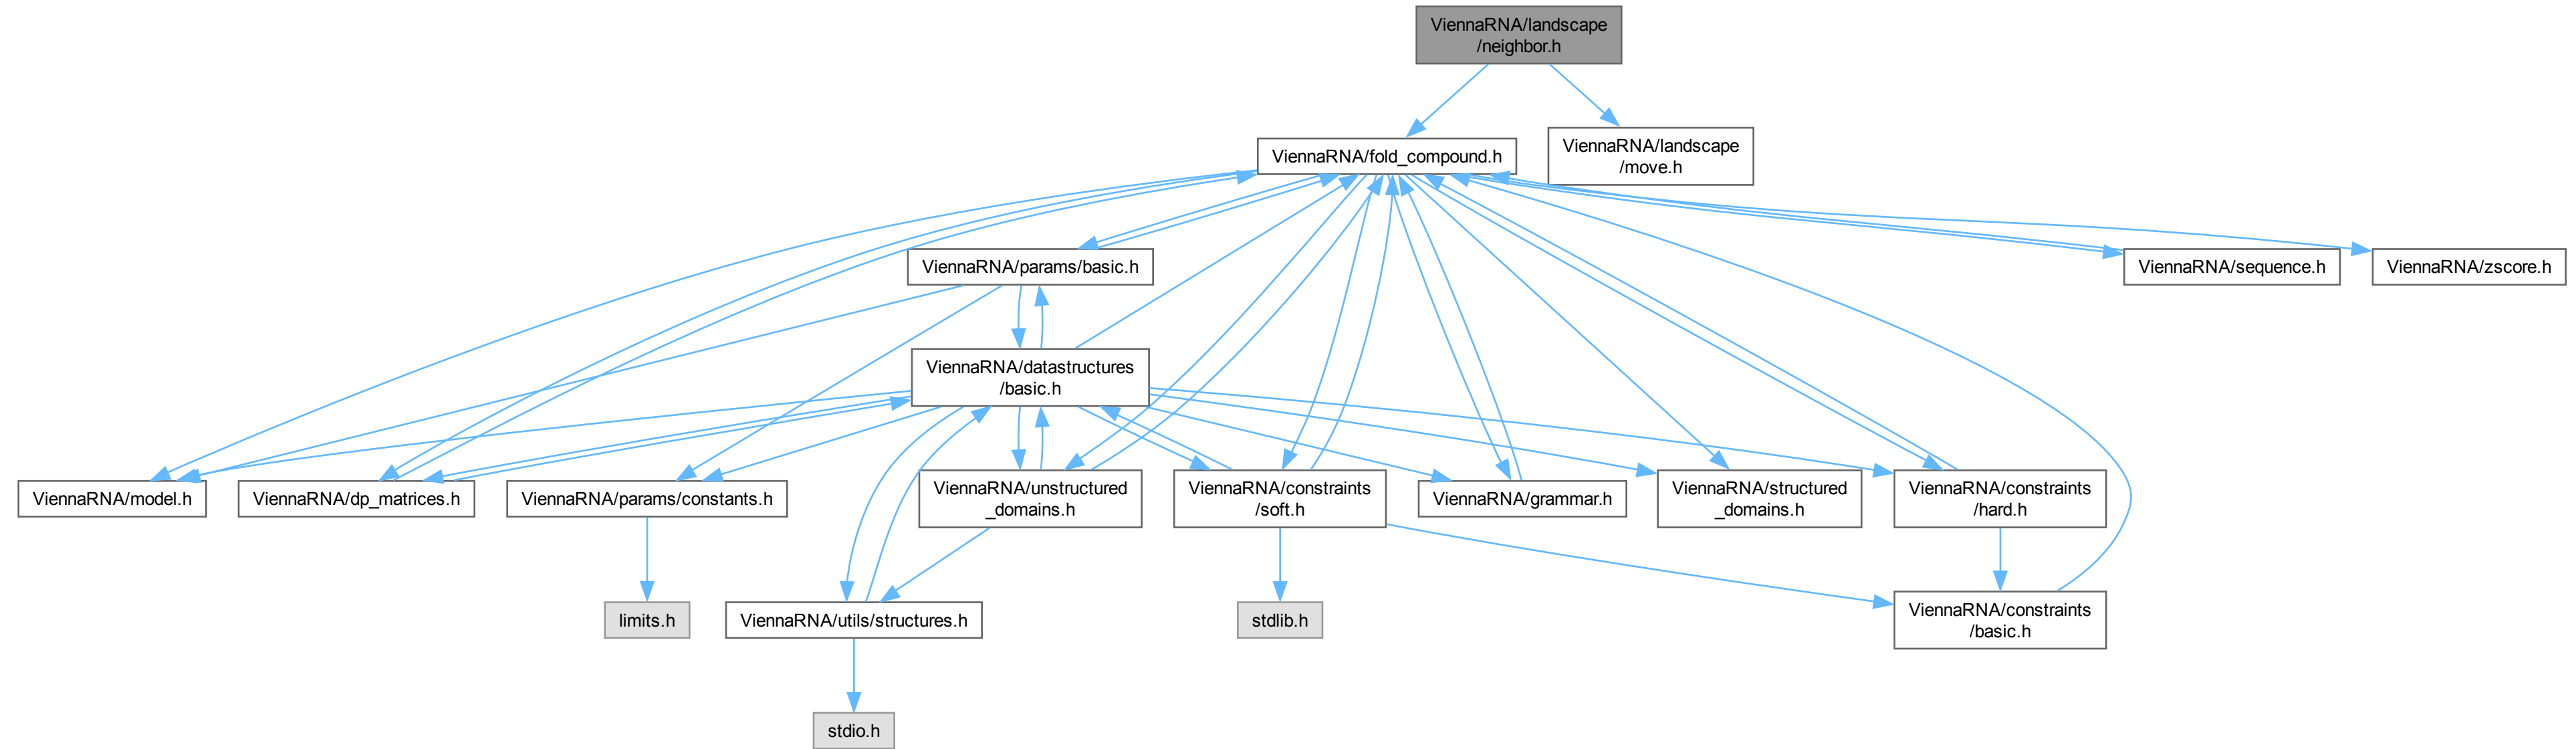 ViennaRNA/landscape
/neighbor.h
ViennaRNA/fold_compound.h
ViennaRNA/landscape
/move.h
ViennaRNA/params/basic.h
ViennaRNA/sequence.h
ViennaRNA/zscore.h
ViennaRNA/datastructures
/basic.h
ViennaRNA/model.h
ViennaRNA/dp_matrices.h
ViennaRNA/params/constants.h
ViennaRNA/unstructured
_domains.h
ViennaRNA/constraints
/soft.h
ViennaRNA/grammar.h
ViennaRNA/structured
_domains.h
ViennaRNA/constraints
/hard.h
limits.h
ViennaRNA/utils/structures.h
stdlib.h
ViennaRNA/constraints
/basic.h
stdio.h